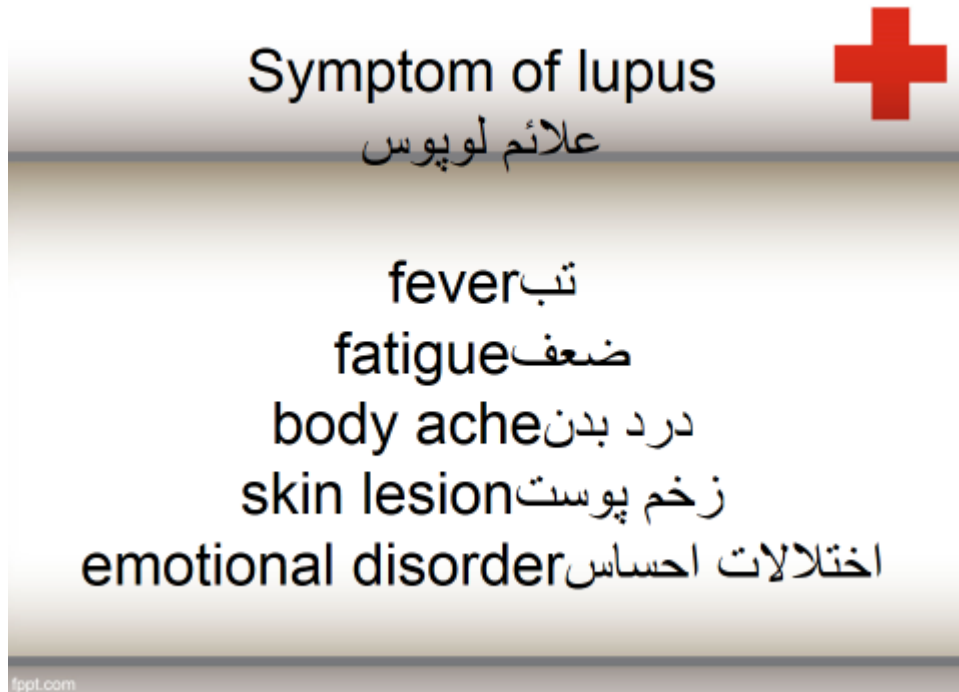 Symptom of lupus
علائم لوپوس
feverتب
fatigueضعف
body acheدرد بدن
skin lesionزخم پوست
emotional disorderاختلالات احساس
fppt.com